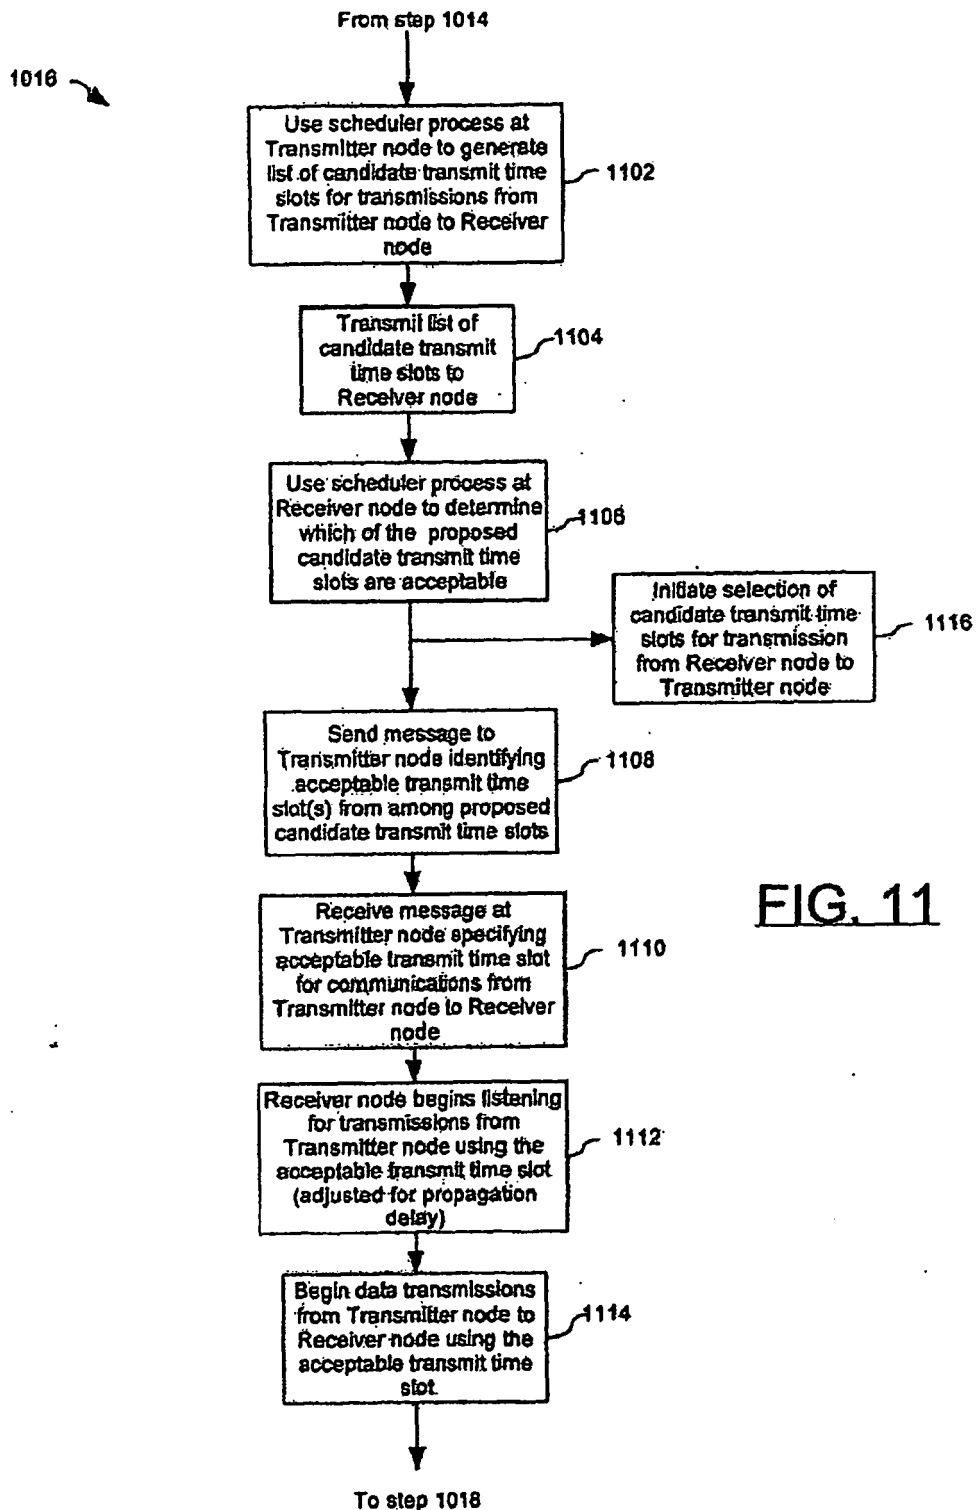 From step 1014
1016
Use scheduler process at
Transmitter node to generate
list of candidate transmit time
slots for transmissions from
Transmitter node to Receiver
node
1102
Transmit list of
candidate transmit
time slots to
Receiver node
1104
Use scheduler process at
Receiver node to determine
which of the proposed
candidate transmit time
slots are acceptable
1106
Initiate selection of
candidate transmit time
slots for transmission
from Receiver node to
Transmitter node
1116
Send message to
Transmitter node identifying
acceptable transmit time
slot(s) from among proposed
candidate transmit time slots
1108
FIG. 11
Receive message at
Transmitter node specifying
acceptable transmit time slot
for communications from
Transmitter node to Receiver
node
1110
Receiver node begins listening
for transmissions from
Transmitter node using the
acceptable transmit time slot
(adjusted for propagation
delay)
1112
Begin data transmissions
from Transmitter node to
Receiver node using the
acceptable transmit time
slot.
1114
To step 1018